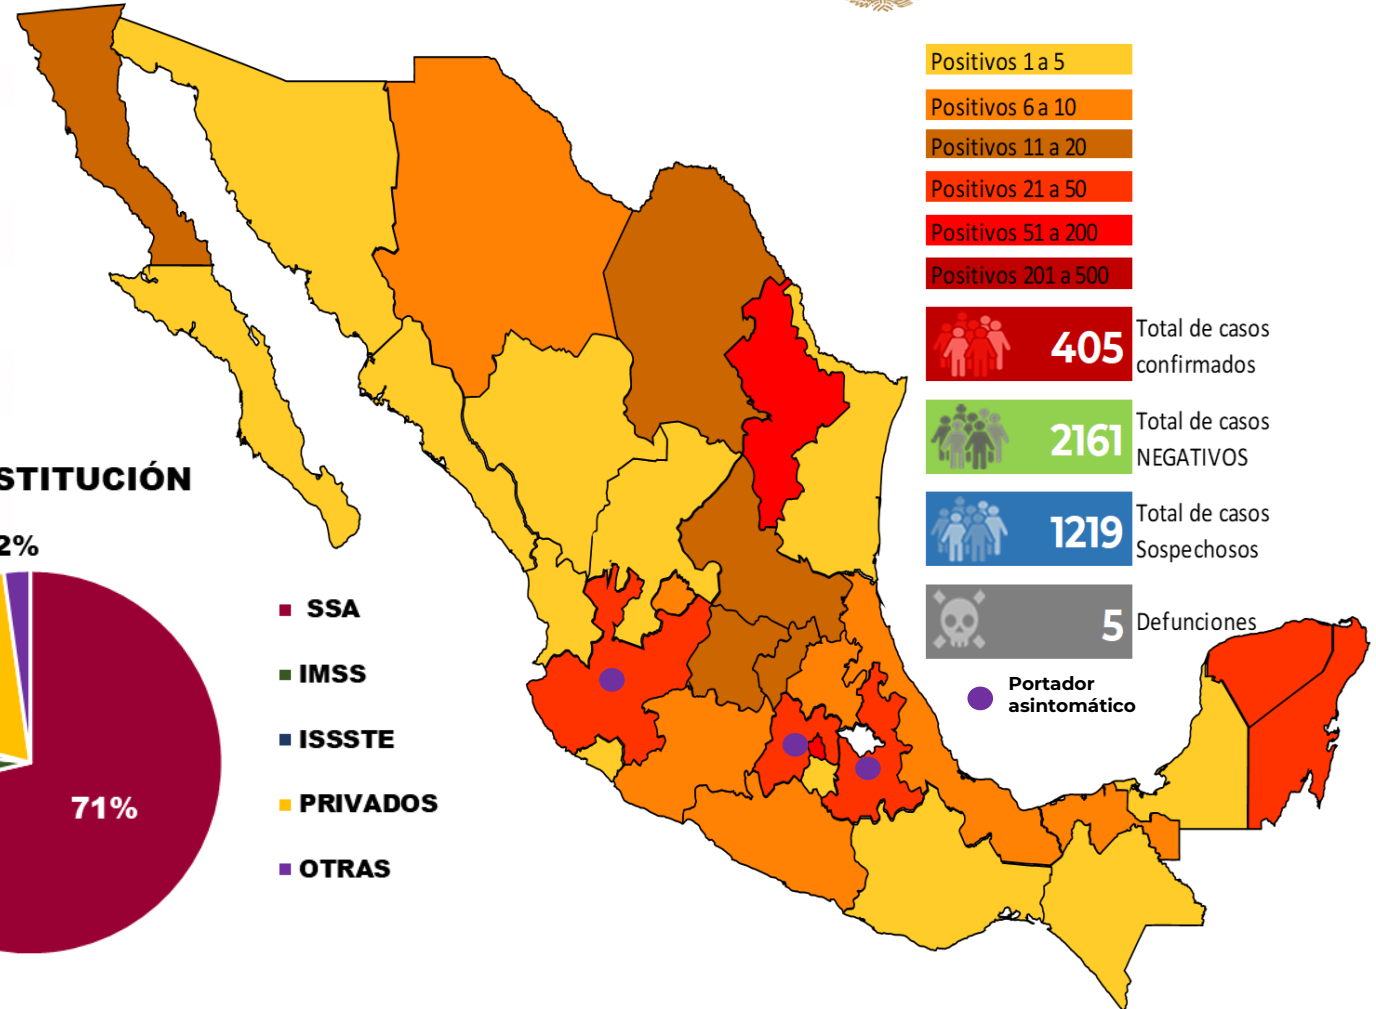 Positivos 1 a 5
Positivos 6 a 10
Positivos 11 a 20
Positivos 21 a 50
Positivos 51 a 200
Positivos 201 a 500
405
Total de casos
confirmados
2161
Total de casos
NEGATIVOS
1219
Total de casos
Sospechosos
5
Defunciones
Portador
asintomático
STITUCIÓN
2%
71%
SSA
IMSS
ISSSTE
PRIVADOS
OTRAS